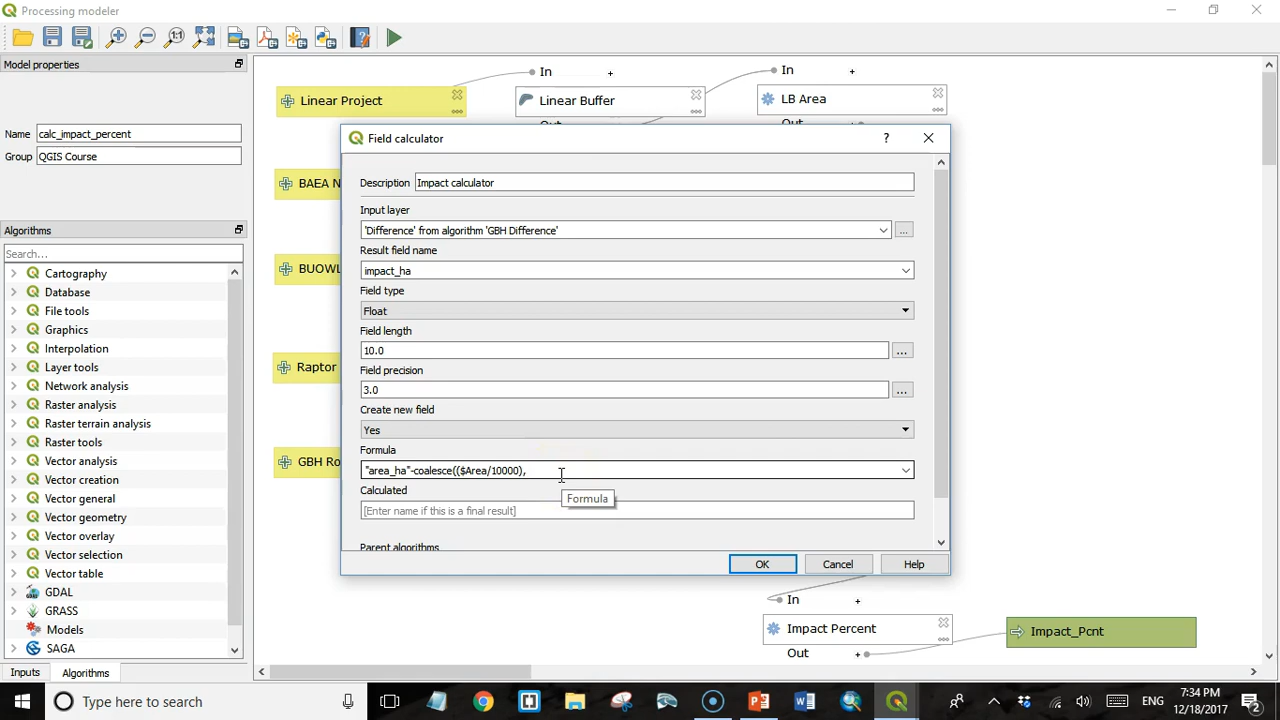 Processing modeler
Model properties
Name calc_impact_percent
Group QGIS Course
Algorithms
Search...
Cartography
Database
File tools
Graphics
Interpolation
Layer tools
Network analysis
Raster analysis
Raster terrain analysis
Raster tools
Vector analysis
Vector creation
Vector general
Vector geometry
Vector overlay
Vector selection
Vector table
GDAL
GRASS
Models
SAGA
Inputs Algorithms
In + In +
Linear Project Linear Buffer LB Area
Out Out
BAEA N
BUOWL
Raptor
GBH Ro
Field calculator ?
Description Impact calculator
Input layer
'Difference' from algorithm 'GBH Difference'
...
Result field name
impact_ha
Field type
Float
Field length
10.0
...
Field precision
3.0
...
Create new field
Yes
Formula
"area_ha"-coalesce(($Area/10000),
Formula
Calculated
[Enter name if this is a final result]
Parent algorithms
OK Cancel Help
In +
Impact Percent
Out +
Impact_Pcnt
Type here to search
ENG
7:34 PM
12/18/2017
2